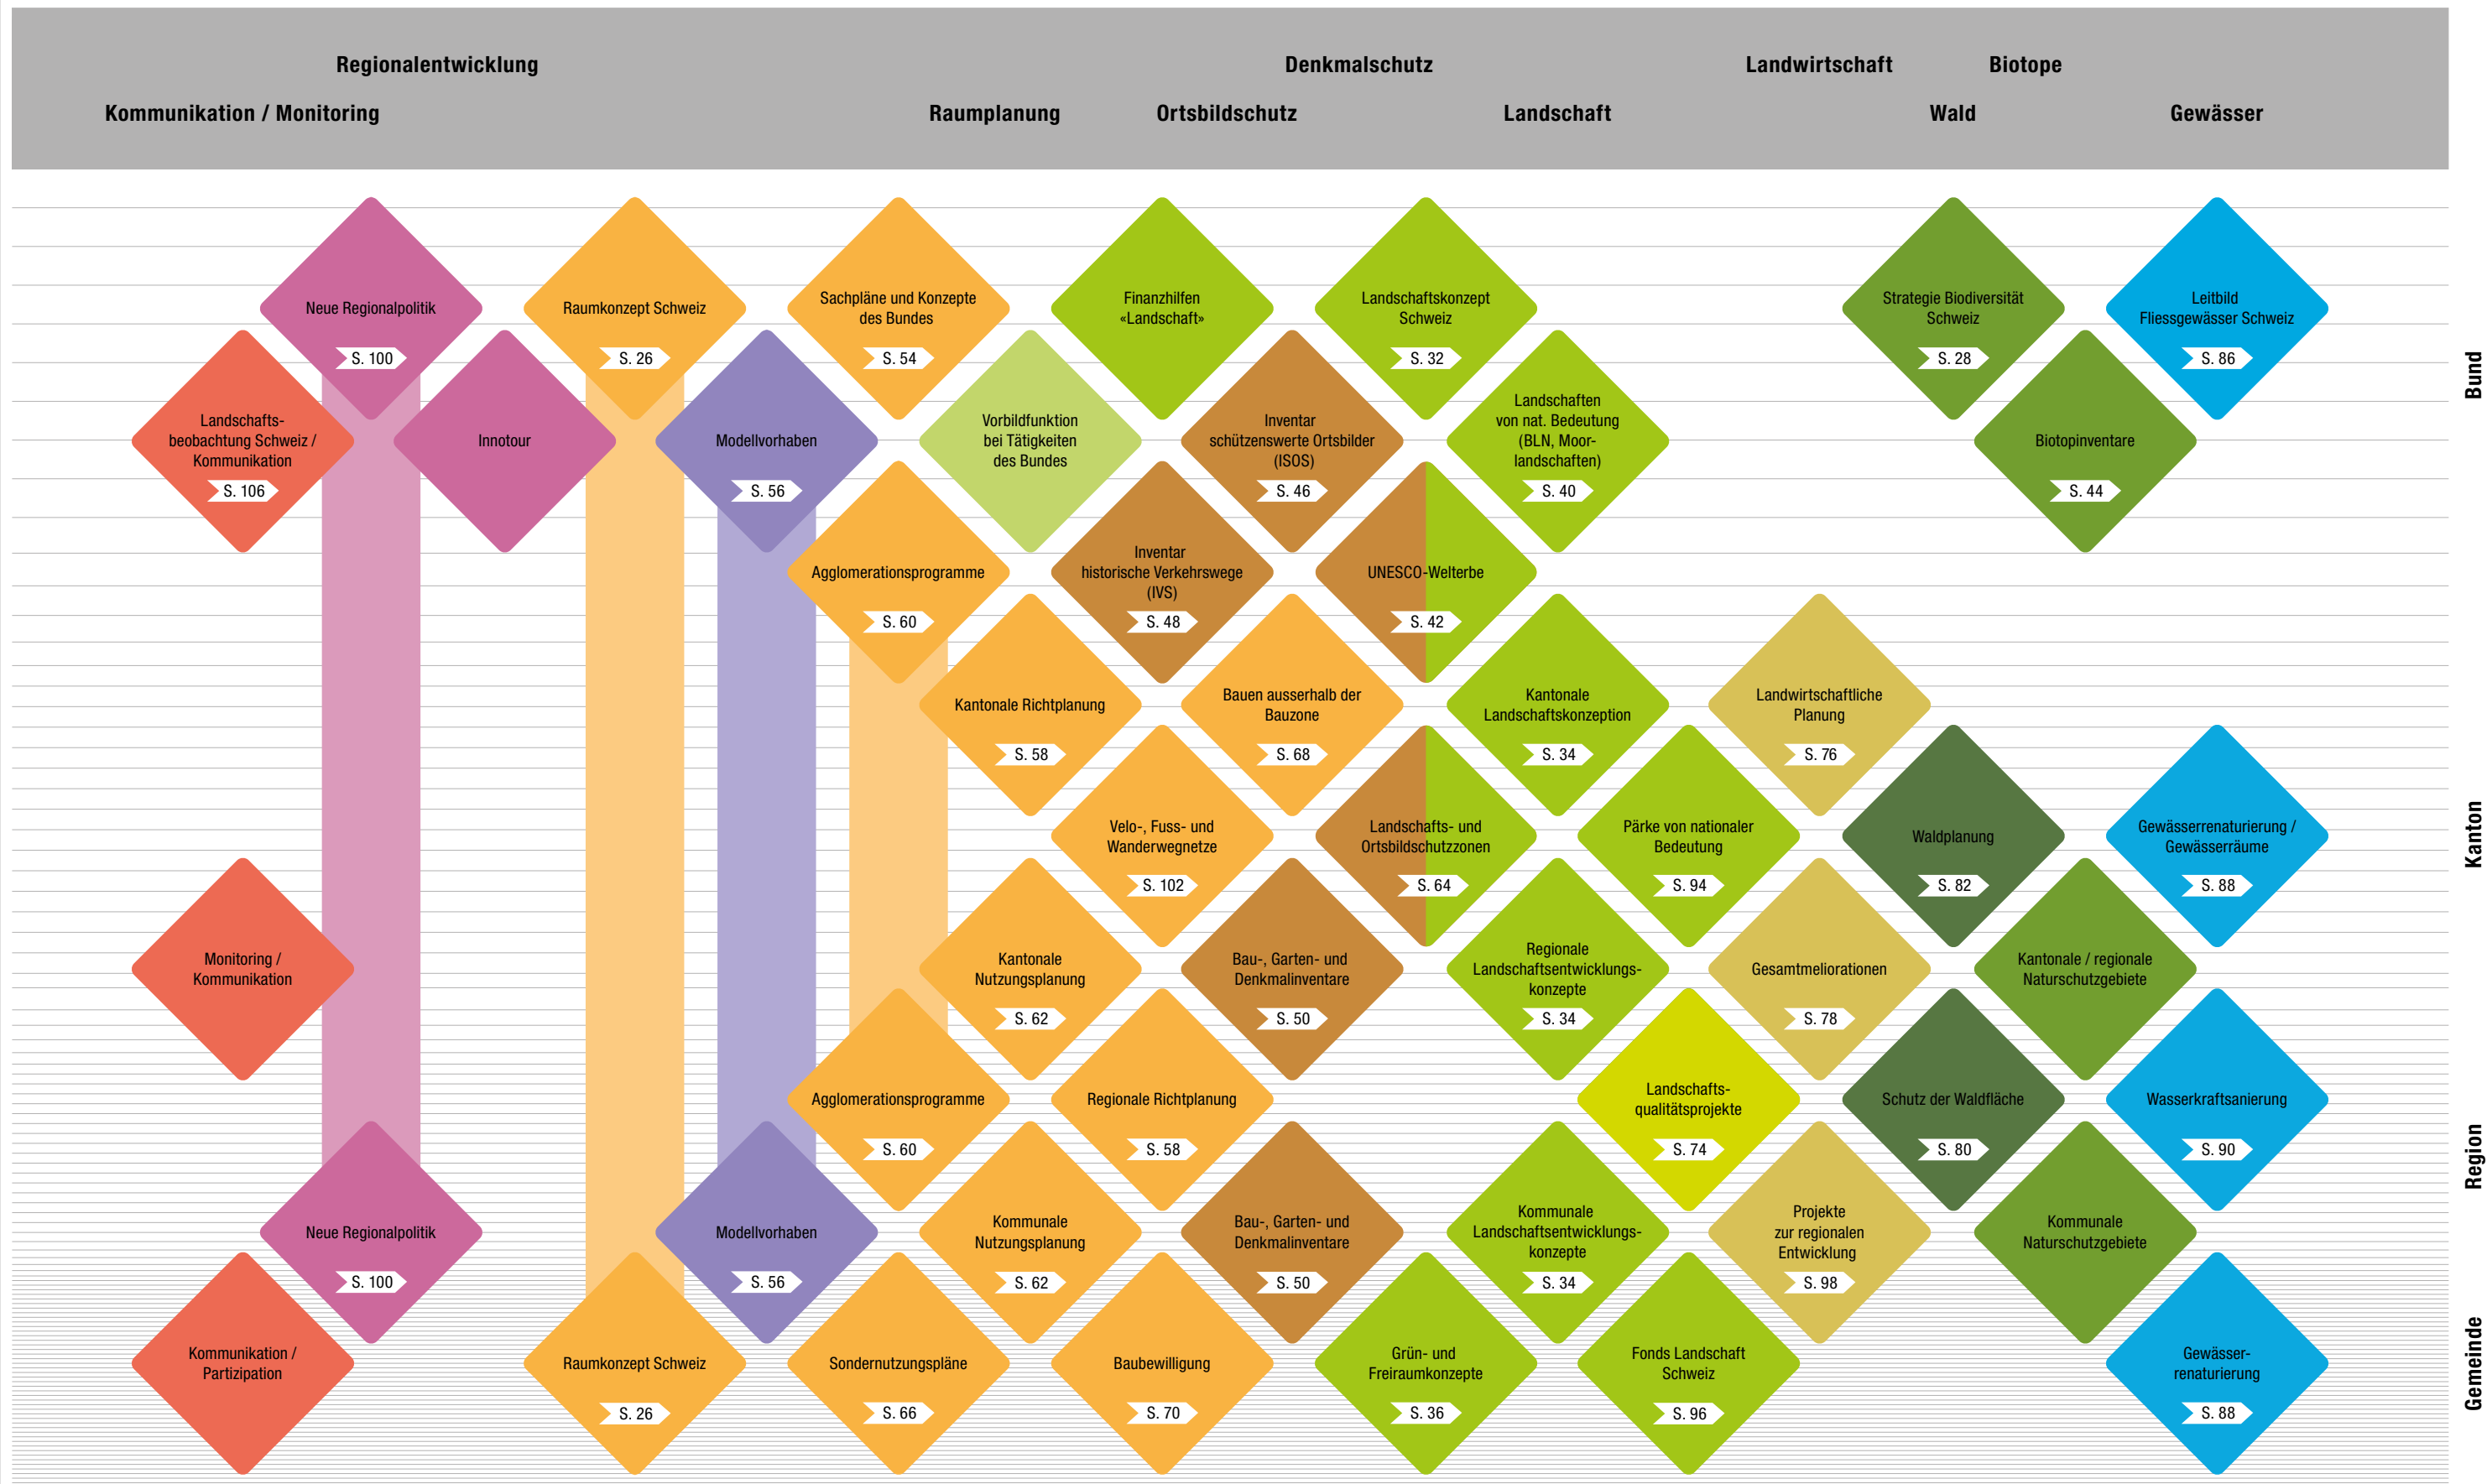 Regionalentwicklung
Denkmalschutz
Landwirtschaft
Biotope
Kommunikation / Monitoring
Raumplanung
Ortsbildschutz
Landschaft
Wald
Gewässer
Neue Regionalpolitik
S. 100
Raumkonzept Schweiz
S. 26
Sachpläne und Konzepte
des Bundes
S. 54
Finanzhilfen
«Landschaft»
Landschaftskonzept
Schweiz
S. 32
Strategie Biodiversität
Schweiz
S. 28
Leitbild
Fliessgewässer Schweiz
S. 86
Bund
Landschafts-
beobachtung Schweiz /
Kommunikation
S. 106
Innotour
Modellvorhaben
S. 56
Vorbildfunktion
bei Tätigkeiten
des Bundes
Inventar
schützenswerte Ortsbilder
(ISOS)
S. 46
Landschaften
von nat. Bedeutung
(BLN, Moor-
landschaften)
S. 40
Biotopinventare
S. 44
Agglomerationsprogramme
S. 60
Inventar
historische Verkehrswege
(IVS)
S. 48
UNESCO-Welterbe
S. 42
Kantonale Richtplanung
S. 58
Bauen ausserhalb der
Bauzone
S. 68
Kantonale
Landschaftskonzeption
S. 34
Landwirtschaftliche
Planung
S. 76
Velo-, Fuss- und
Wanderwegnetze
S. 102
Landschafts- und
Ortsbildschutzzonen
S. 64
Pärke von nationaler
Bedeutung
S. 94
Waldplanung
S. 82
Gewässerrenaturierung /
Gewässerräume
S. 88
Kanton
Monitoring /
Kommunikation
Kantonale
Nutzungsplanung
S. 62
Bau-, Garten- und
Denkmalinventare
S. 50
Regionale
Landschaftsentwicklungs-
konzepte
S. 34
Gesamtmeliorationen
S. 78
Kantonale / regionale
Naturschutzgebiete
Agglomerationsprogramme
S. 60
Regionale Richtplanung
S. 58
Landschafts-
qualitätsprojekte
S. 74
Schutz der Waldfläche
S. 80
Wasserkraftsanierung
S. 90
Region
Neue Regionalpolitik
S. 100
Modellvorhaben
S. 56
Kommunale
Nutzungsplanung
S. 62
Bau-, Garten- und
Denkmalinventare
S. 50
Kommunale
Landschaftsentwicklungs-
konzepte
S. 34
Projekte
zur regionalen
Entwicklung
S. 98
Kommunale
Naturschutzgebiete
Kommunikation /
Partizipation
Raumkonzept Schweiz
S. 26
Sondernutzungspläne
S. 66
Baubewilligung
S. 70
Grün- und
Freiraumkonzepte
S. 36
Fonds Landschaft
Schweiz
S. 96
Gewässer-
renaturierung
S. 88
Gemeinde